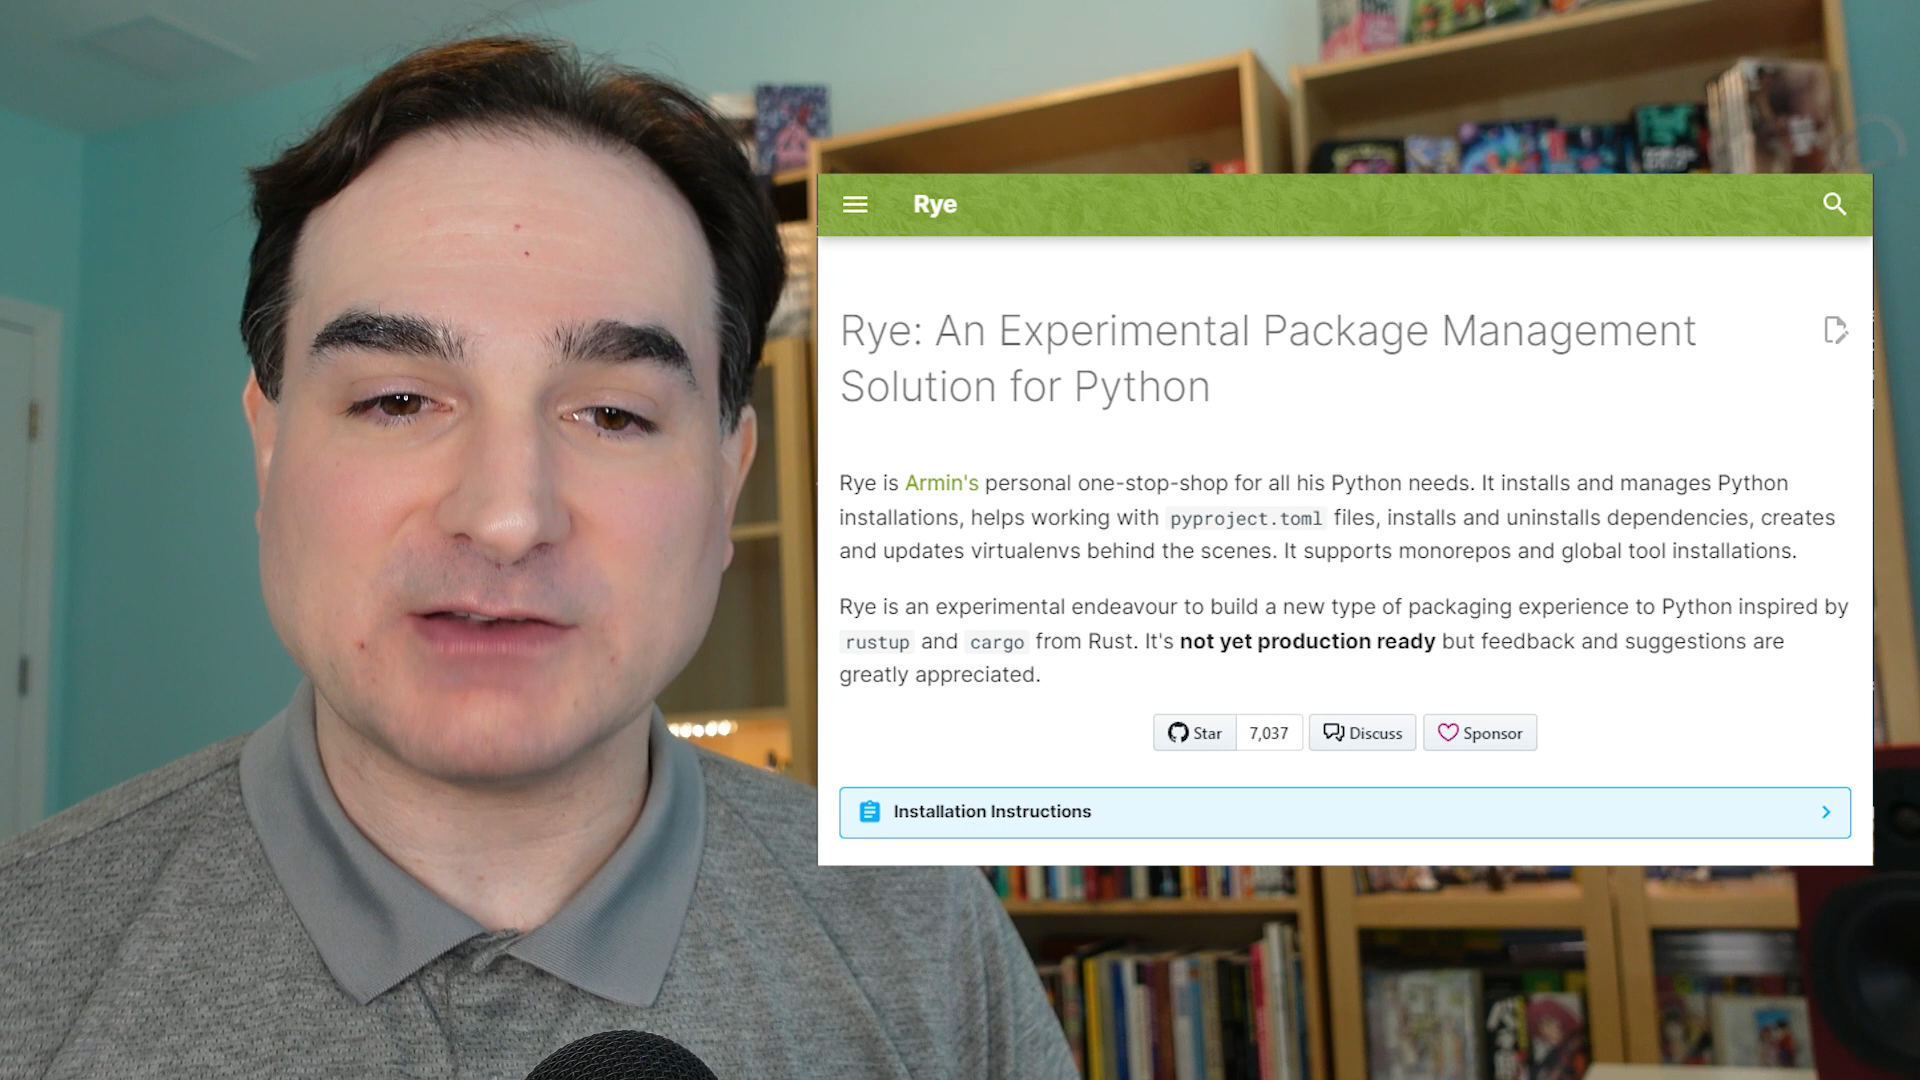 Rye
Rye: An Experimental Package Management
Solution for Python
Rye is Armin's personal one-stop-shop for all his Python needs. It installs and manages Python
installations, helps working with pyproject.toml files, installs and uninstalls dependencies, creates
and updates virtualenvs behind the scenes. It supports monorepos and global tool installations.
Rye is an experimental endeavour to build a new type of packaging experience to Python inspired by
rustup and cargo from Rust. It's not yet production ready but feedback and suggestions are
greatly appreciated.
Star 7,037 Discuss Sponsor
Installation Instructions